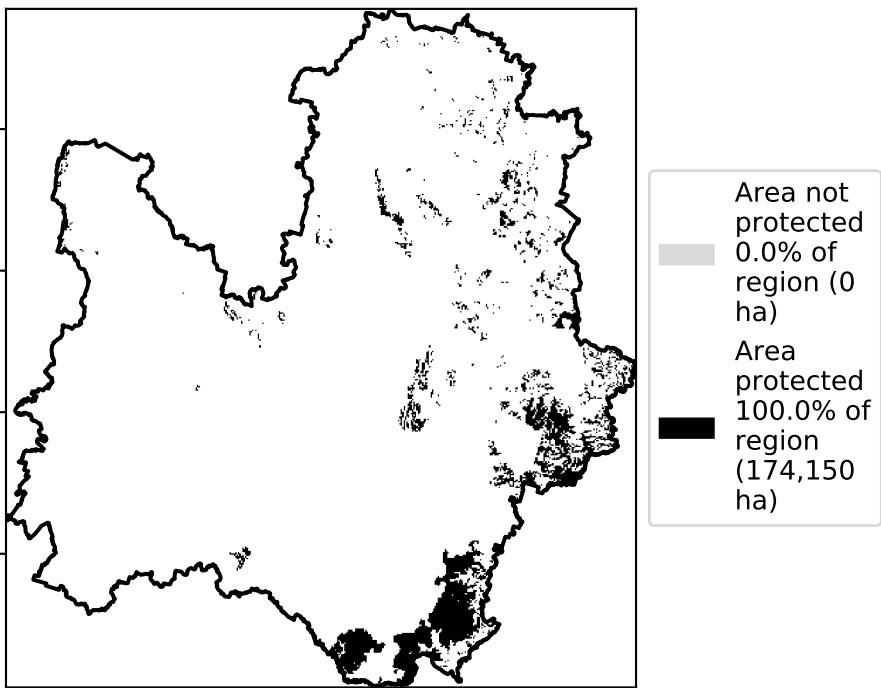 Area not
protected
0.0% of
region (0
ha)
Area
protected
100.0% of
region
(174,150
ha)